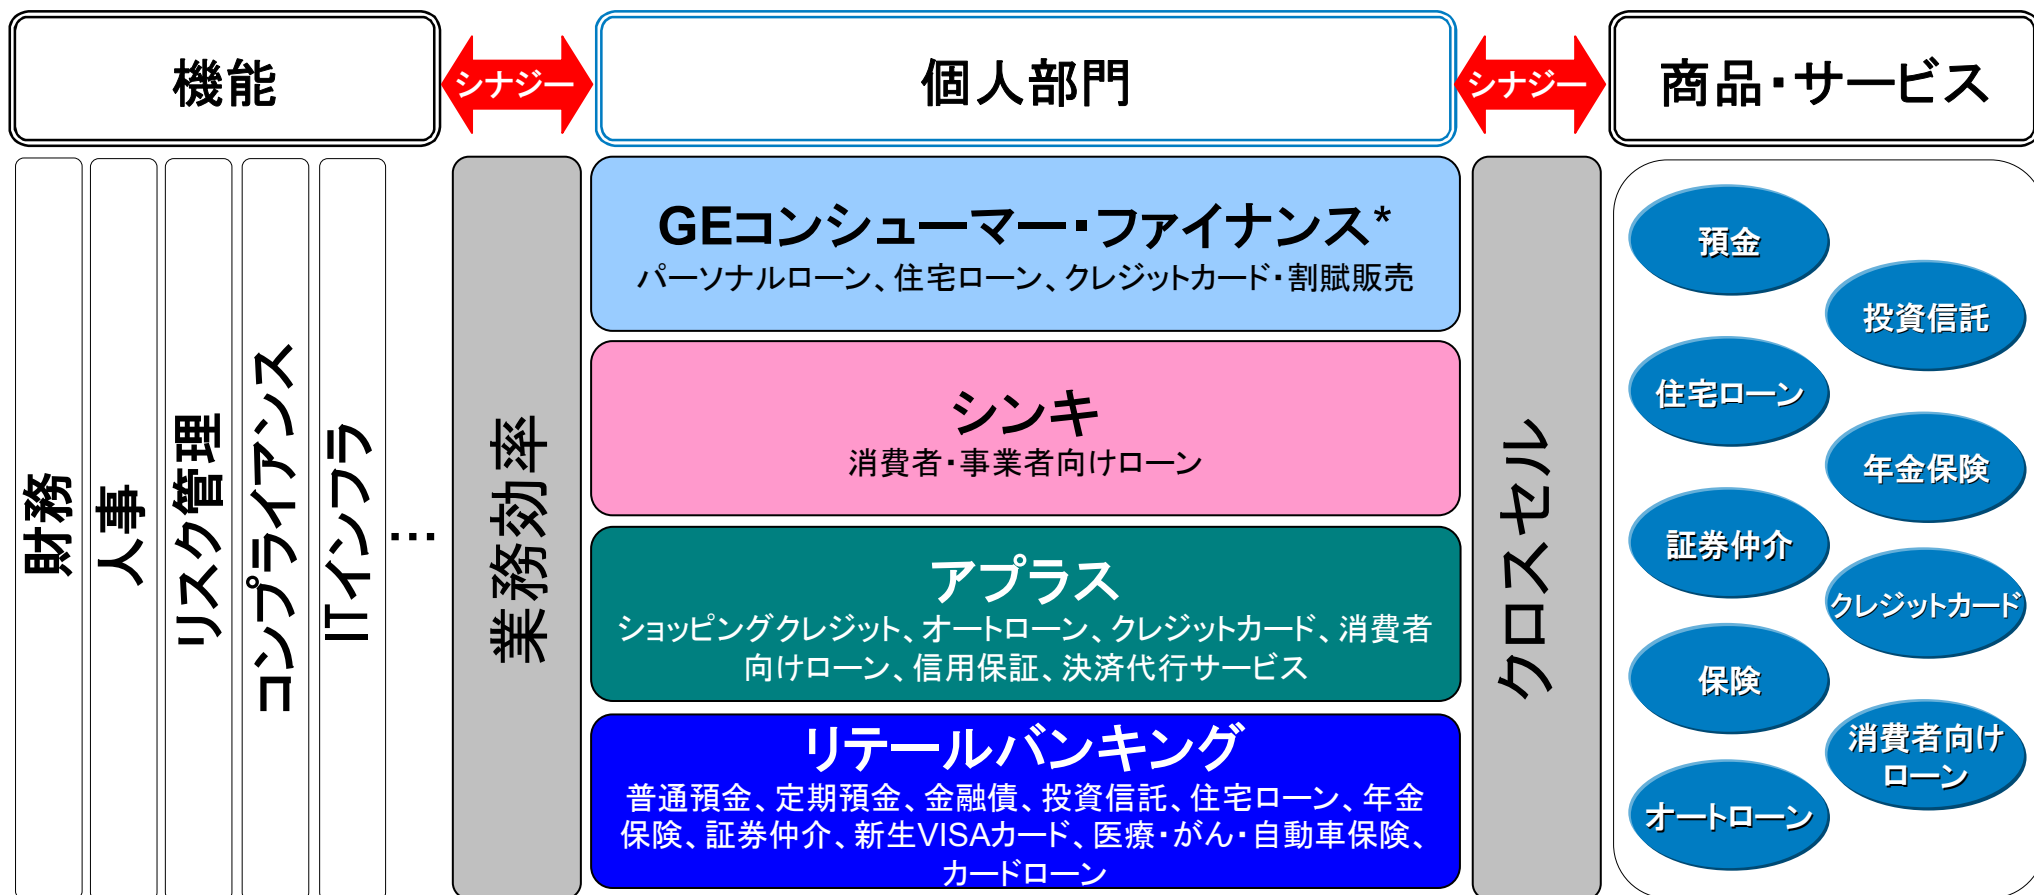 機能
シナジー
個人部門
シナジー
商品・サービス
財務
人事
リスク管理
コンプライアンス
ITインフラ
…
業務効率
GEコンシューマー・ファイナンス*
パーソナルローン、住宅ローン、クレジットカード・割賦販売
シンキ
消費者・事業者向けローン
アプラス
ショッピングクレジット、オートローン、クレジットカード、消費者
向けローン、信用保証、決済代行サービス
リテールバンキング
普通預金、定期預金、金融債、投資信託、住宅ローン、年金
保険、証券仲介、新生VISAカード、医療・がん・自動車保険、
カードローン
クロスセル
預金
投資信託
住宅ローン
年金保険
証券仲介
クレジットカード
保険
消費者向け
ローン
オートローン